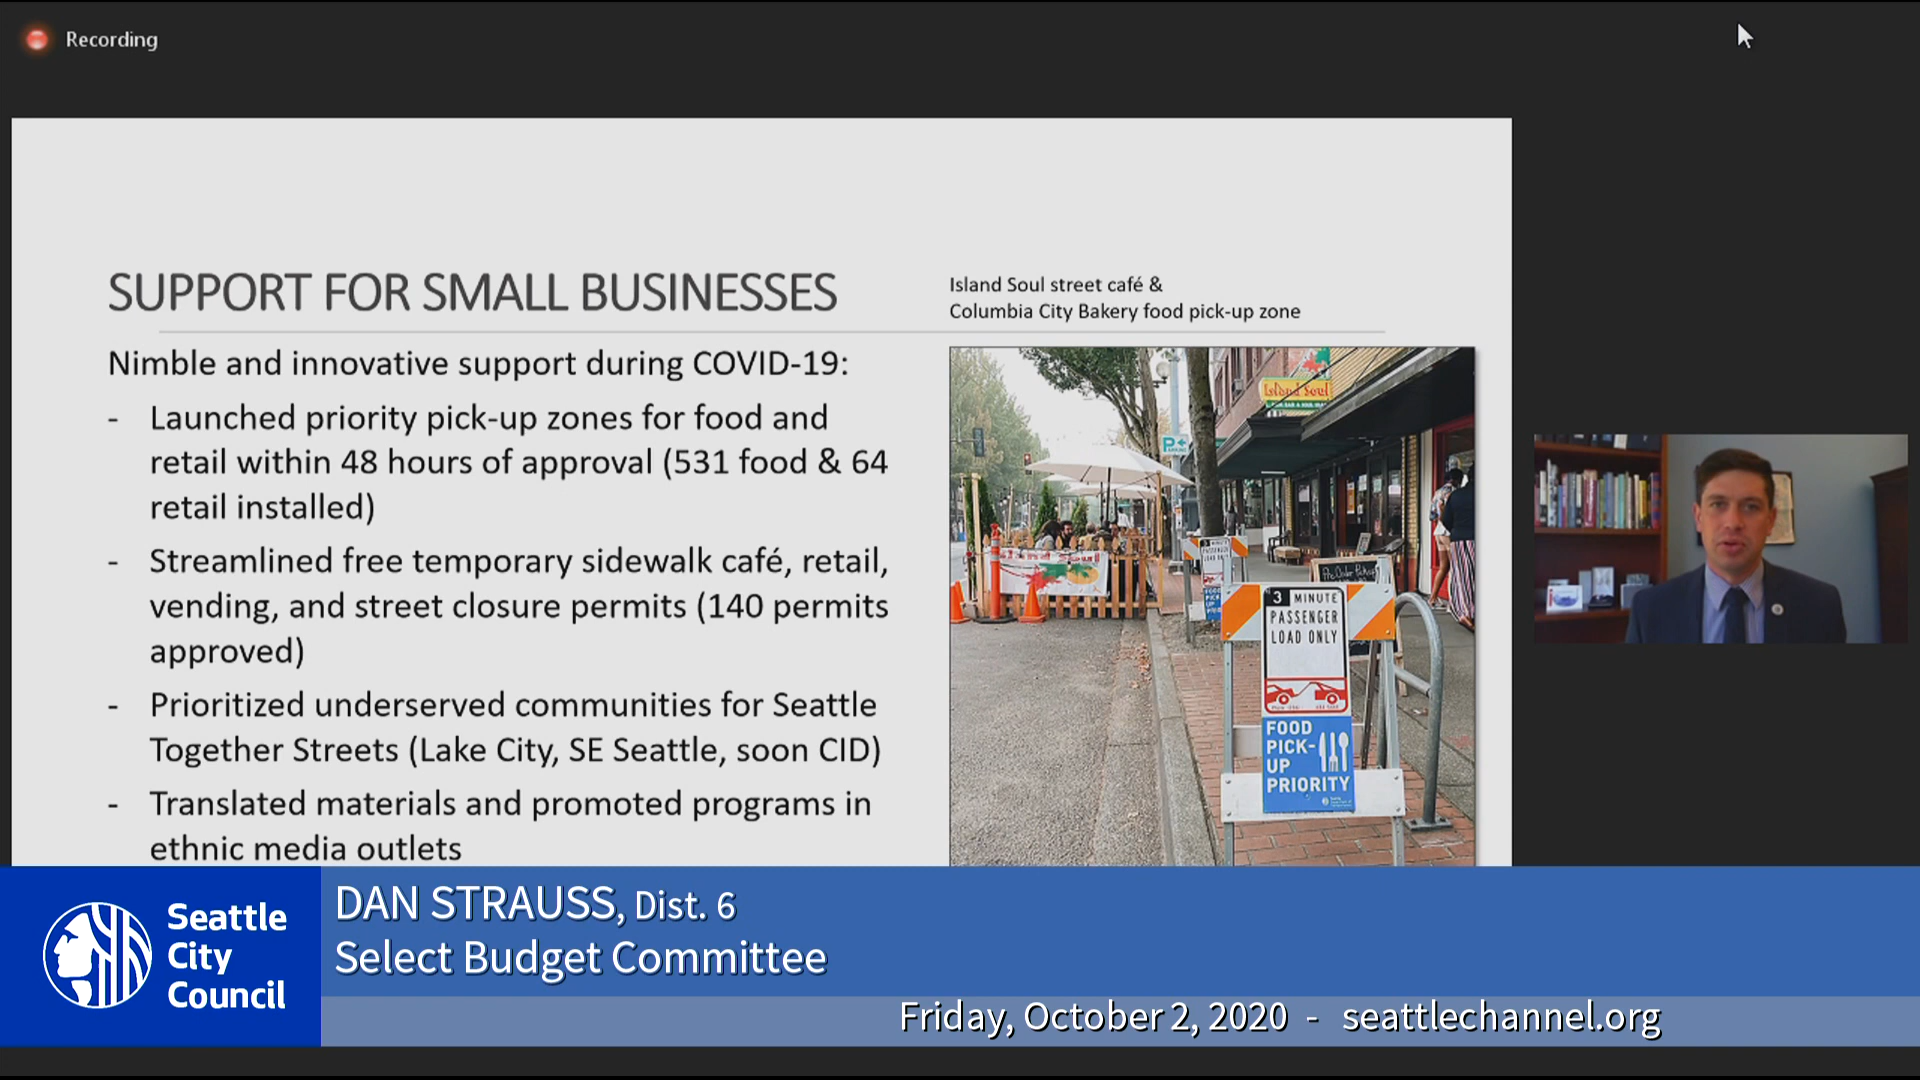 Recording
SUPPORT FOR SMALL BUSINESSES
Island Soul street café &
Columbia City Bakery food pick-up zone
Nimble and innovative support during COVID-19:
- Launched priority pick-up zones for food and
retail within 48 hours of approval (531 food & 64
retail installed)
- Streamlined free temporary sidewalk café, retail,
vending, and street closure permits (140 permits
approved)
- Prioritized underserved communities for Seattle
Together Streets (Lake City, SE Seattle, soon CID)
- Translated materials and promoted programs in
ethnic media outlets
Island Soul
P
Pre Order Pickup
3 MINUTE
PASSENGER
LOAD ONLY
FOOD
PICK-
UP
PRIORITY
Seattle
City
Council
DAN STRAUSS, Dist. 6
Select Budget Committee
Friday, October 2, 2020 - seattlechannel.org